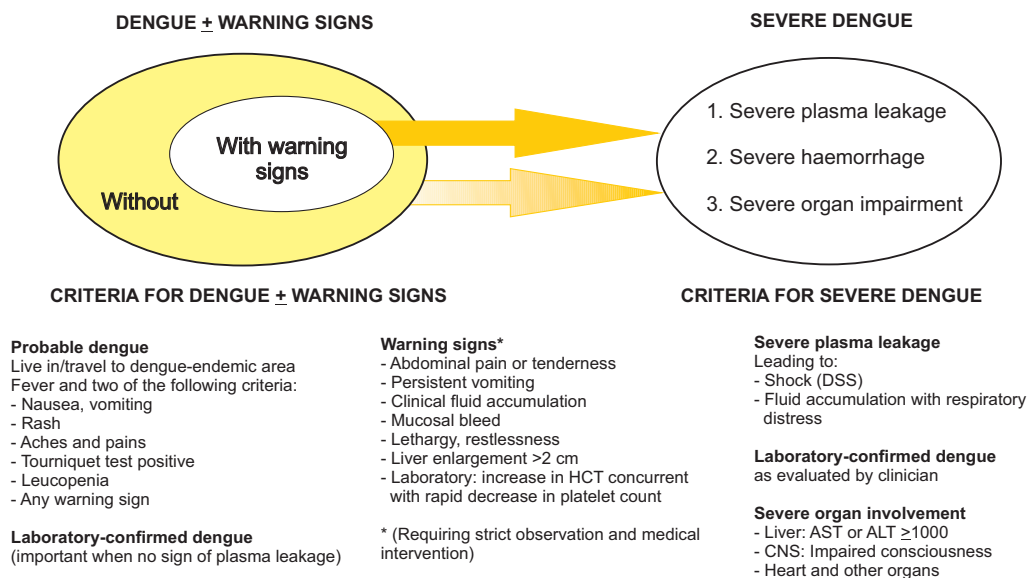 DENGUE ± WARNING SIGNS
SEVERE DENGUE
With warning
signs
Without
1. Severe plasma leakage
2. Severe haemorrhage
3. Severe organ impairment
CRITERIA FOR DENGUE ± WARNING SIGNS
CRITERIA FOR SEVERE DENGUE
Probable dengue
Live in/travel to dengue-endemic area
Fever and two of the following criteria:
- Nausea, vomiting
- Rash
- Aches and pains
- Tourniquet test positive
- Leucopenia
- Any warning sign
Laboratory-confirmed dengue
(important when no sign of plasma leakage)
Warning signs*
- Abdominal pain or tenderness
- Persistent vomiting
- Clinical fluid accumulation
- Mucosal bleed
- Lethargy, restlessness
- Liver enlargement >2 cm
- Laboratory: increase in HCT concurrent
with rapid decrease in platelet count
* (Requiring strict observation and medical
intervention)
Severe plasma leakage
Leading to:
- Shock (DSS)
- Fluid accumulation with respiratory
distress
Laboratory-confirmed dengue
as evaluated by clinician
Severe organ involvement
- Liver: AST or ALT ≥1000
- CNS: Impaired consciousness
- Heart and other organs